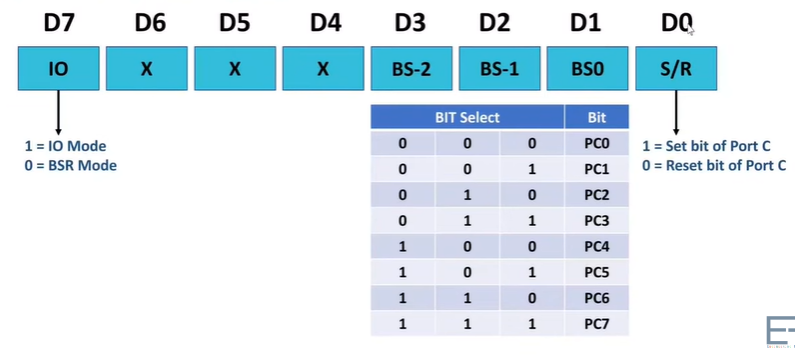 D7 D6 D5 D4 D3 D2 D1 D0
IO X X X BS-2 BS-1 BS0 S/R
1 = IO Mode
0 = BSR Mode
BIT Select Bit
0 0 0 PC0
0 0 1 PC1
0 1 0 PC2
0 1 1 PC3
1 0 0 PC4
1 0 1 PC5
1 1 0 PC6
1 1 1 PC7
1 = Set bit of Port C
0 = Reset bit of Port C